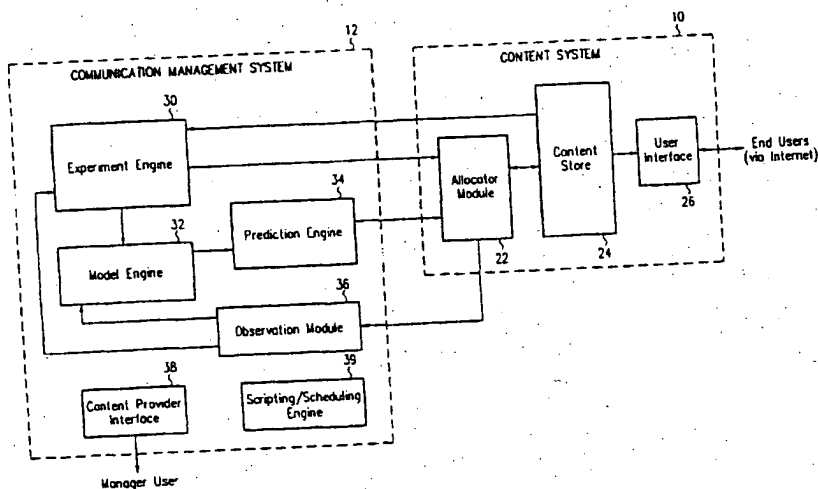 12
10
COMMUNICATION MANAGEMENT SYSTEM
CONTENT SYSTEM
30
Experiment Engine
Allocator
Module
22
Content
Store
24
User
Interface
26
End Users
(via Internet)
34
Prediction Engine
32
Model Engine
36
Observation Module
38
Content Provider
Interface
39
Scripting/Scheduling
Engine
Manager User